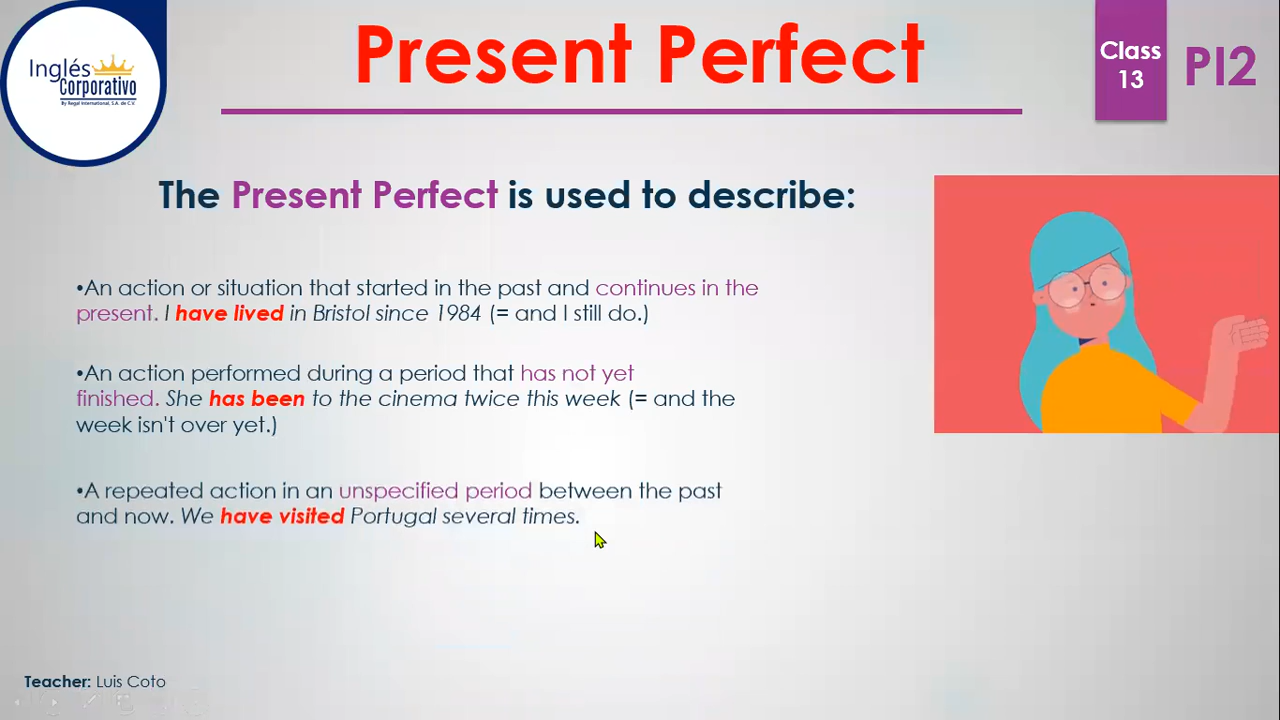 Present Perfect
Class
13
PI2
Inglés
Corporativo
By Regal International, S.A. de C.V.
The Present Perfect is used to describe:
•An action or situation that started in the past and continues in the
present. I have lived in Bristol since 1984 (= and I still do.)
•An action performed during a period that has not yet
finished. She has been to the cinema twice this week (= and the
week isn't over yet.)
•A repeated action in an unspecified period between the past
and now. We have visited Portugal several times.
Teacher: Luis Coto